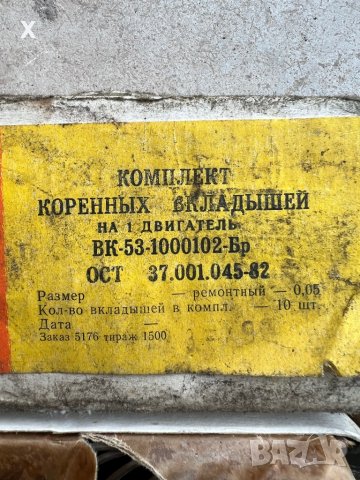 КОМПЛЕКТ
КОРЕННЫХ ВКЛАДЫШЕЙ
НА 1 ДВИГАТЕЛЬ
ВК-53-1000102-Бр
ОСТ 37.001.045-82
Размер — ремонтный — 0,05
Кол-во вкладышей в компл. — 10 шт.
Дата —
Заказ 5176 тираж 1500
BAZAR